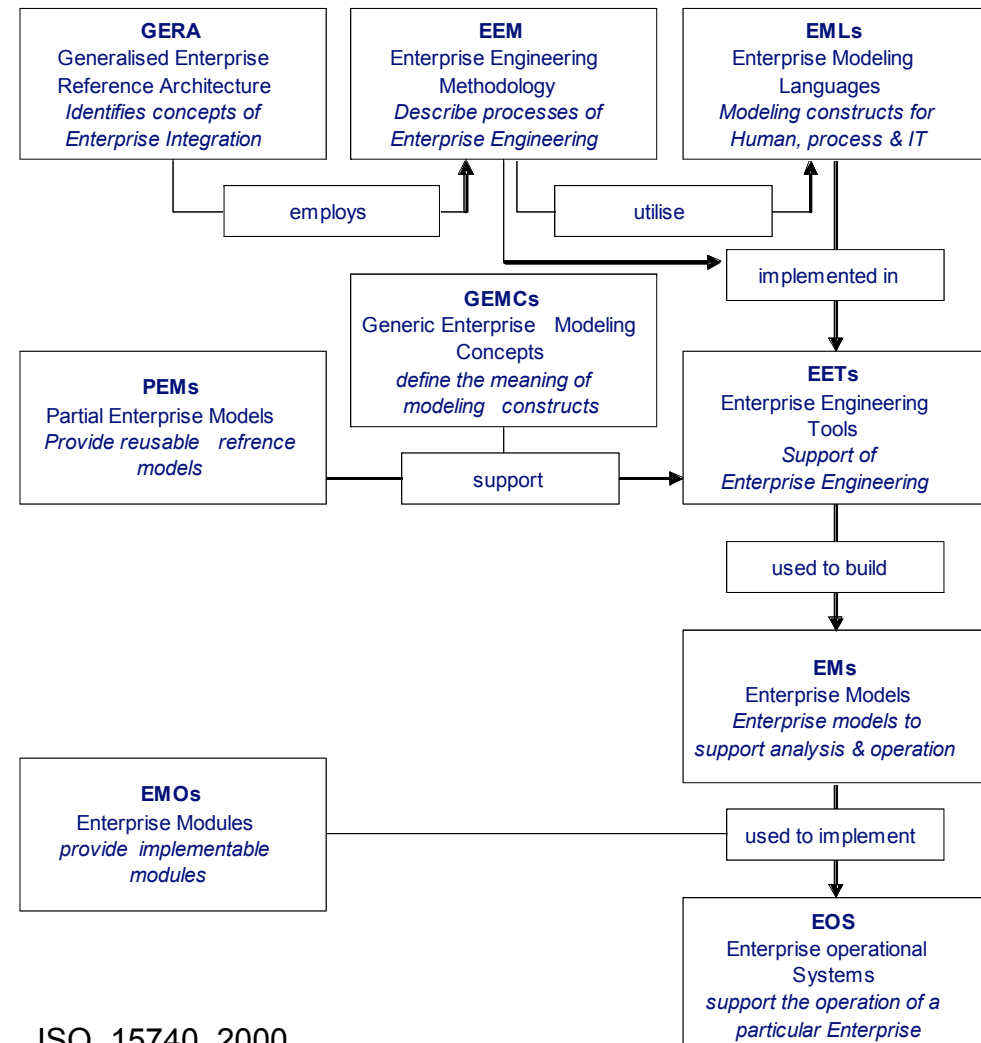 GERA
Generalised Enterprise
Reference Architecture
Identifies concepts of
Enterprise Integration
EEM
Enterprise Engineering
Methodology
Describe processes of
Enterprise Engineering
EMLs
Enterprise Modeling
Languages
Modeling constructs for
Human, process & IT
employs
utilise
implemented in
GEMCs
Generic Enterprise Modeling
Concepts
define the meaning of
modeling constructs
PEMs
Partial Enterprise Models
Provide reusable refrence
models
EETs
Enterprise Engineering
Tools
Support of
Enterprise Engineering
support
used to build
EMs
Enterprise Models
Enterprise models to
support analysis & operation
EMOs
Enterprise Modules
provide implementable
modules
used to implement
EOS
Enterprise operational
Systems
support the operation of a
particular Enterprise
ISO 15740 2000